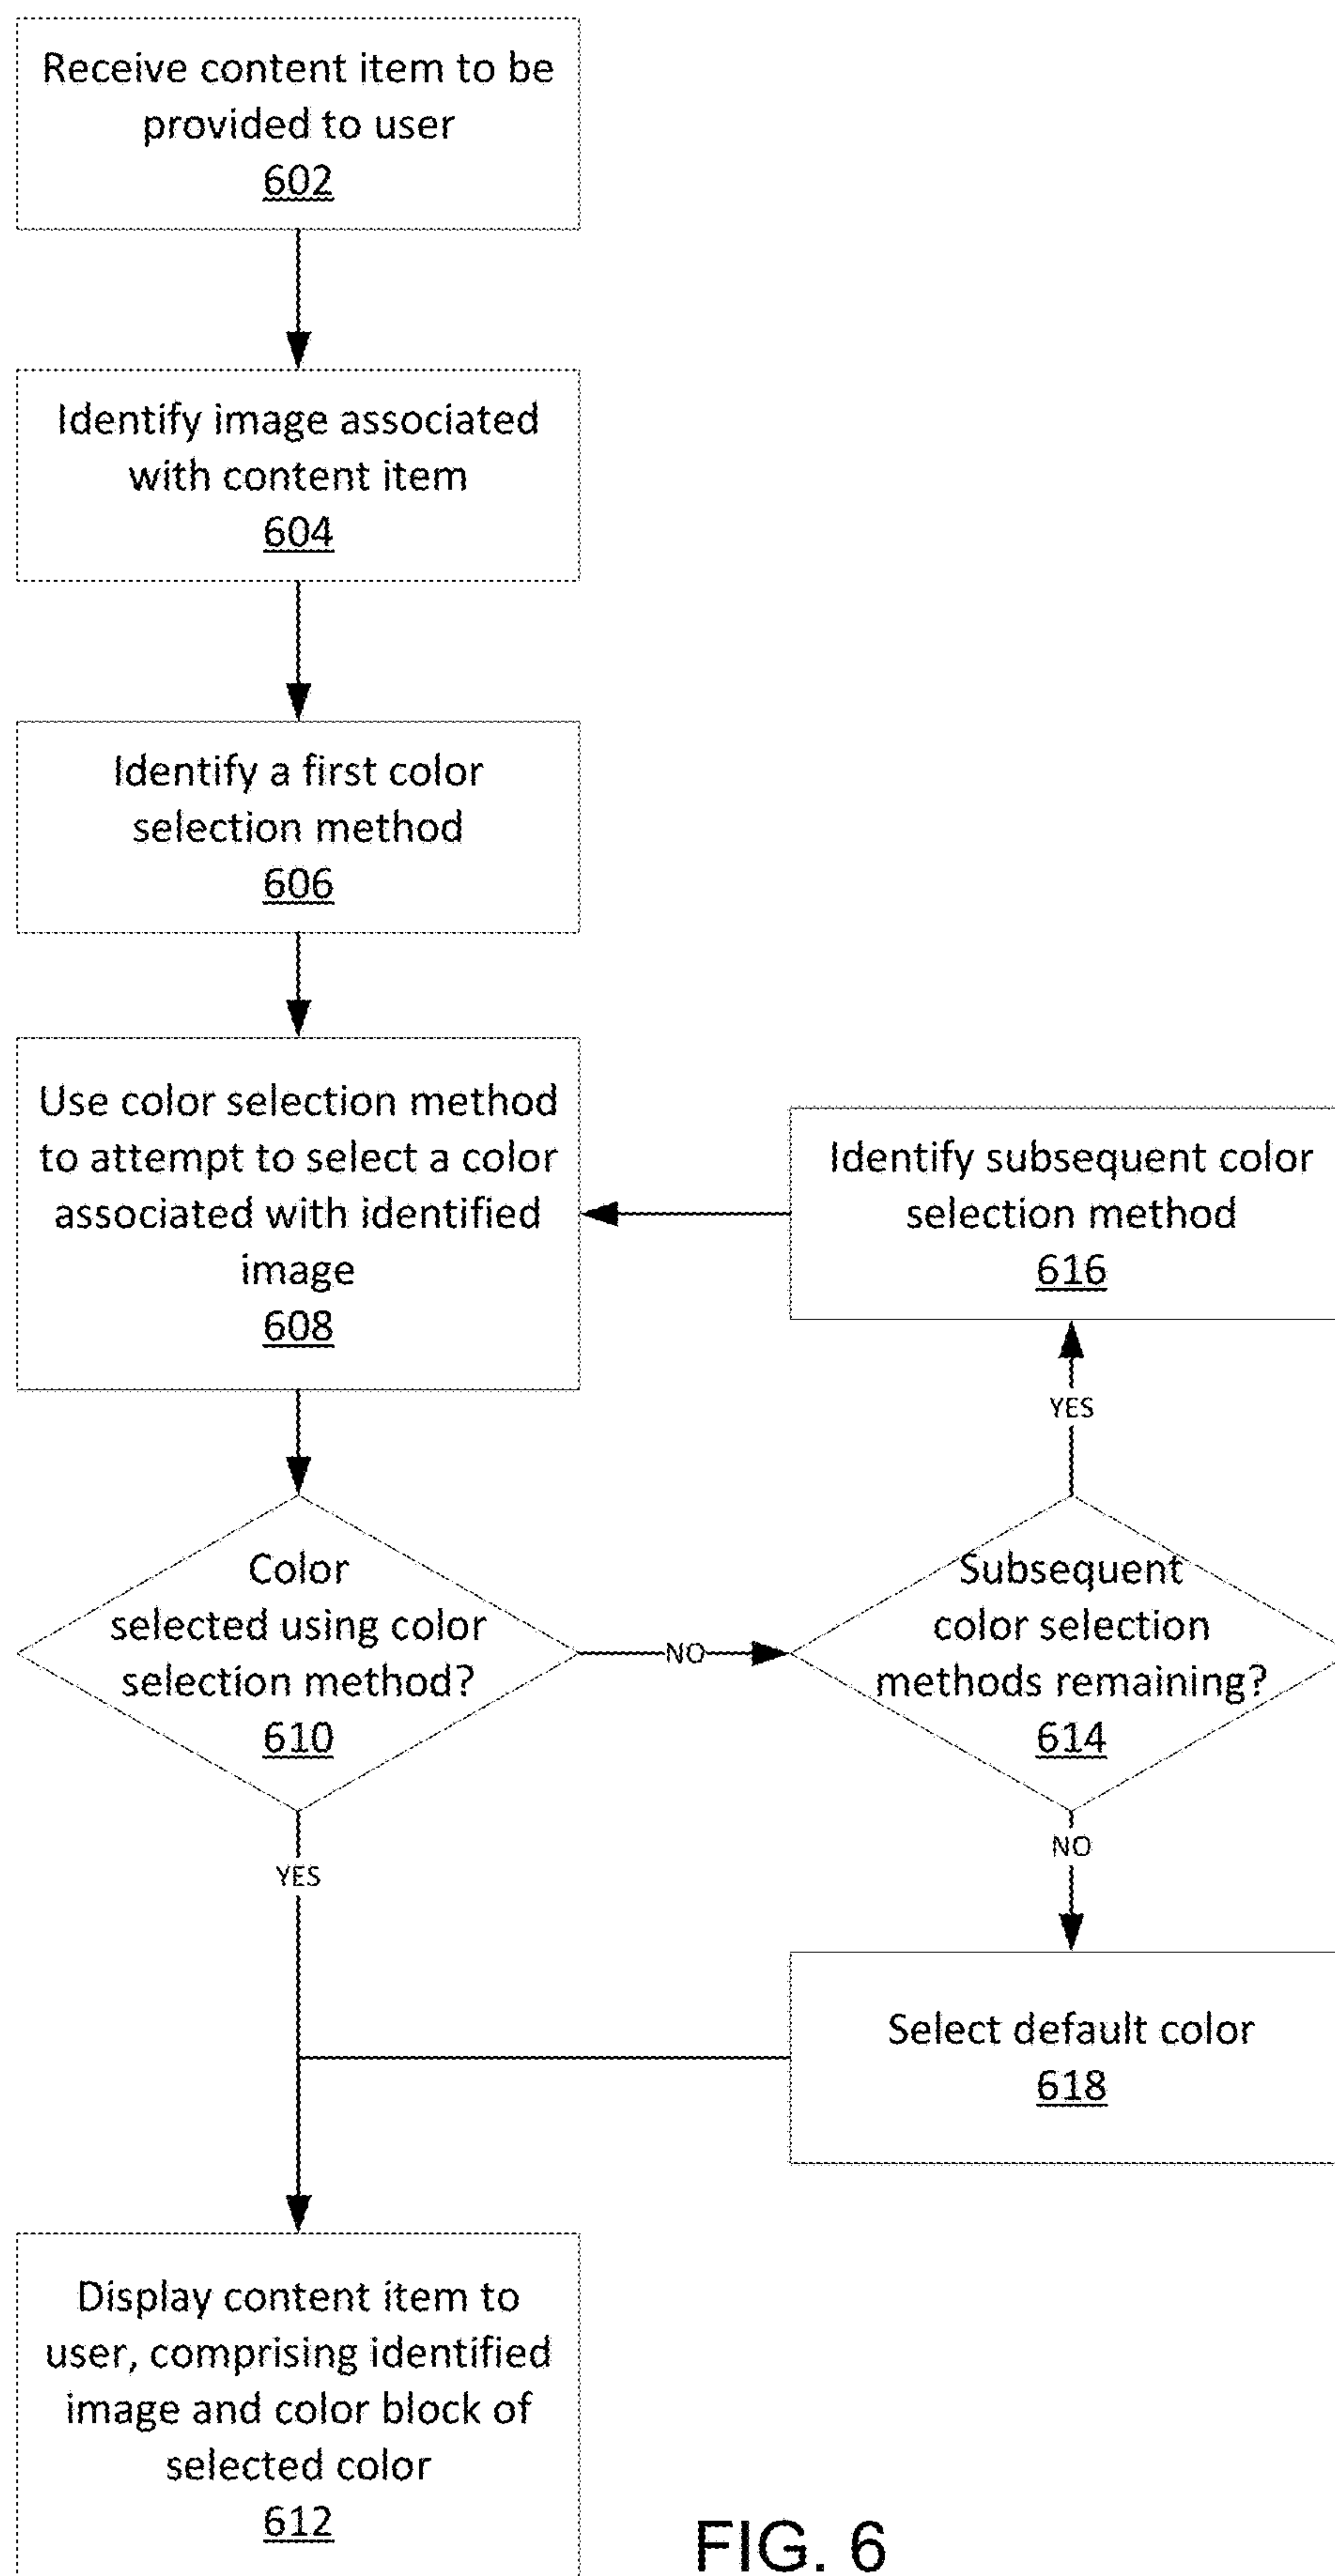 Receive content item to be
provided to user
602
Identify image associated
with content item
604
Identify a first color
selection method
606
Use color selection method
to attempt to select a color
associated with identified
image
608
Identify subsequent color
selection method
616
YES
Color
selected using color
selection method?
610
NO
Subsequent
color selection
methods remaining?
614
YES
NO
Select default color
618
Display content item to
user, comprising identified
image and color block of
selected color
612
FIG. 6